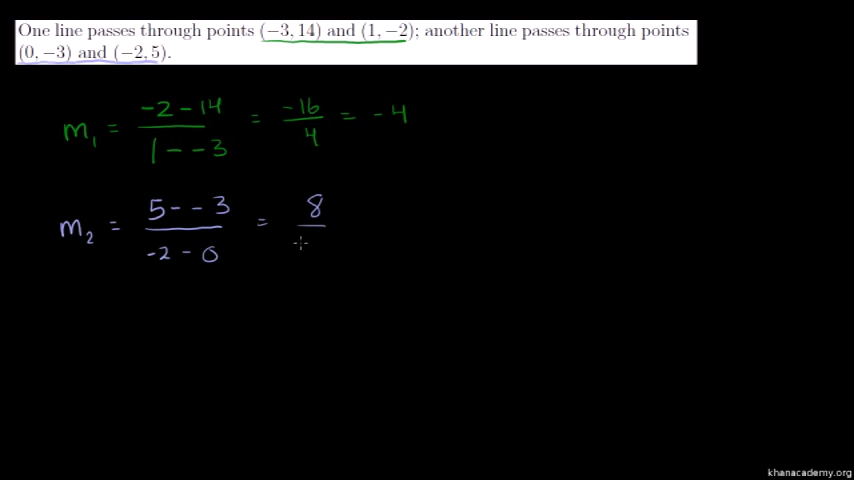 One line passes through points (−3, 14) and (1, −2); another line passes through points
(0, −3) and (−2, 5).
m₁ = (-2 - 14)/(1 - -3) = -16/4 = -4
m₂ = (5 - -3)/(-2 - 0) = 8/
khanacademy.org